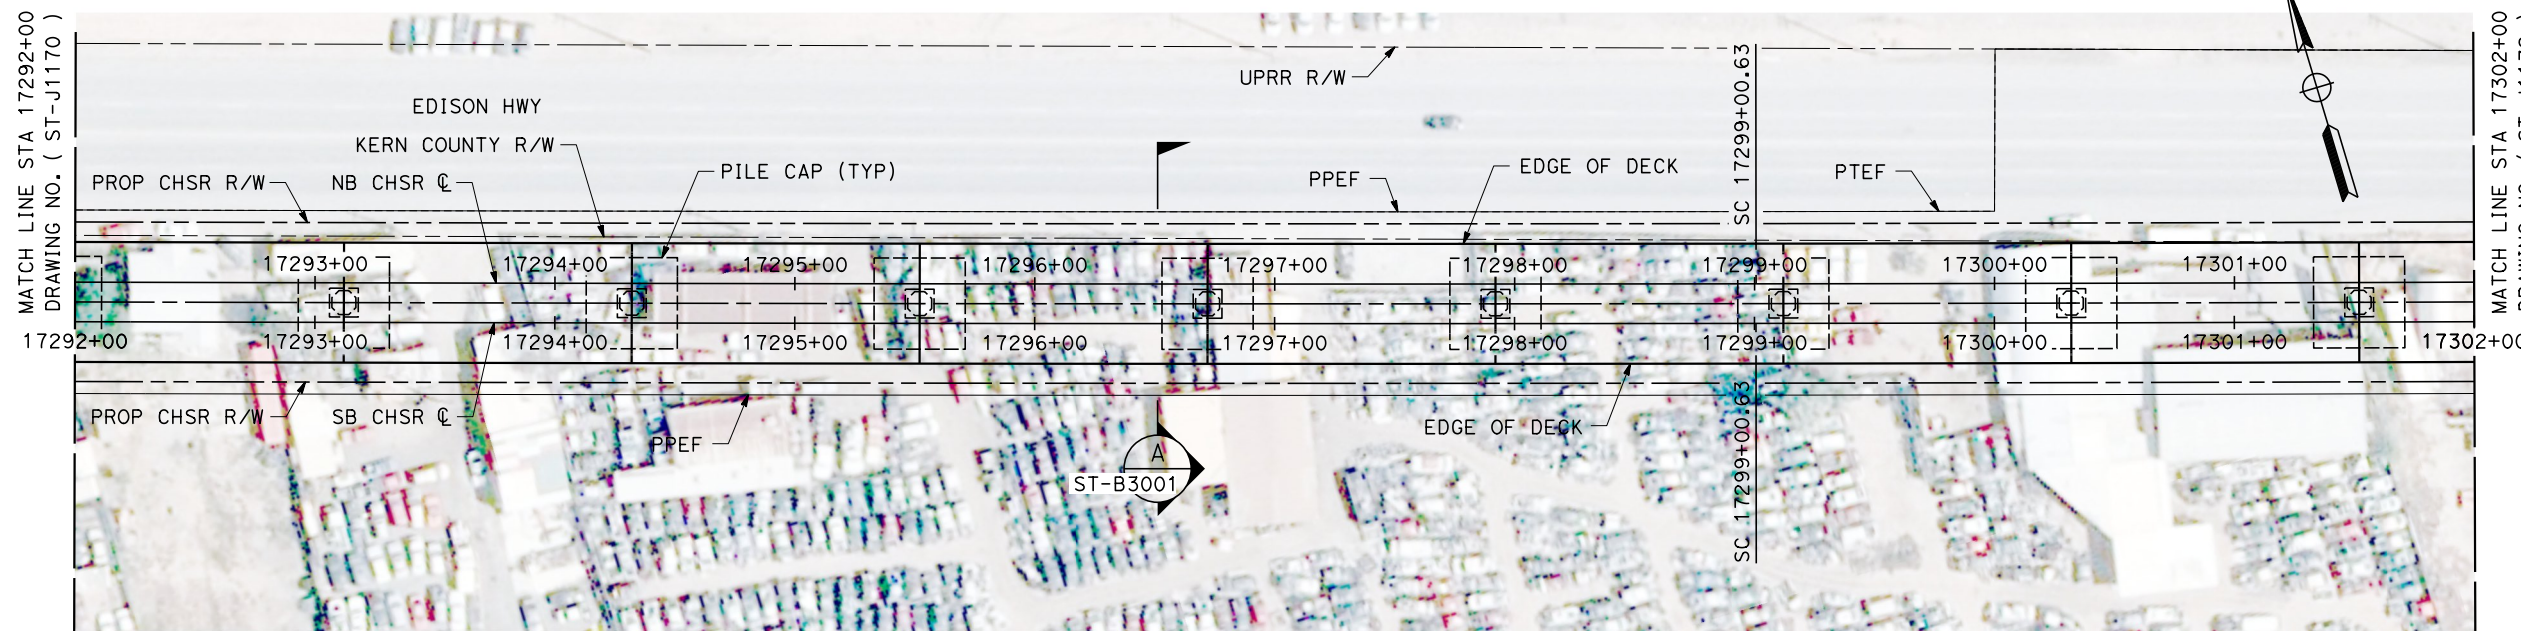 MATCH LINE STA 17292+00
DRAWING NO. ( ST-J1170 )
EDISON HWY
KERN COUNTY R/W
PROP CHSR R/W
NB CHSR ℄
PILE CAP (TYP)
UPRR R/W
PPEF
EDGE OF DECK
SC 17299+00.63
PTEF
MATCH LINE STA 17302+00
17293+00
17294+00
17295+00
17296+00
17297+00
17298+00
17299+00
17300+00
17301+00
17292+00
17293+00
17294+00
17295+00
17296+00
17297+00
17298+00
17299+00
17300+00
17301+00
17302+00
PROP CHSR R/W
SB CHSR ℄
PPEF
A
ST-B3001
EDGE OF DECK
SC 17299+00.63